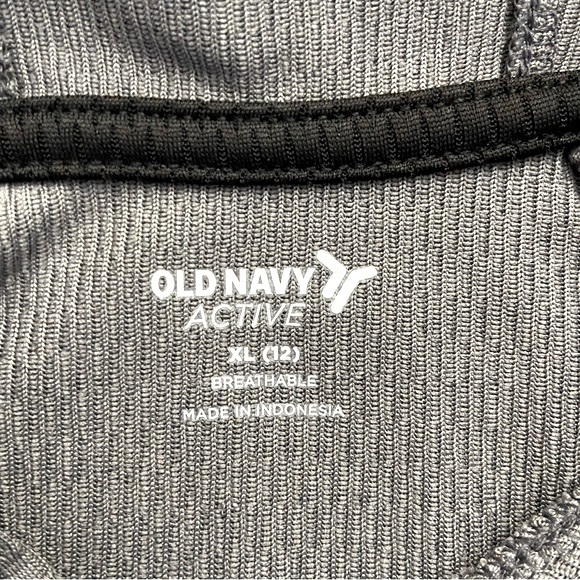 OLD NAVY
ACTIVE
XL (12)
BREATHABLE
MADE IN INDONESIA